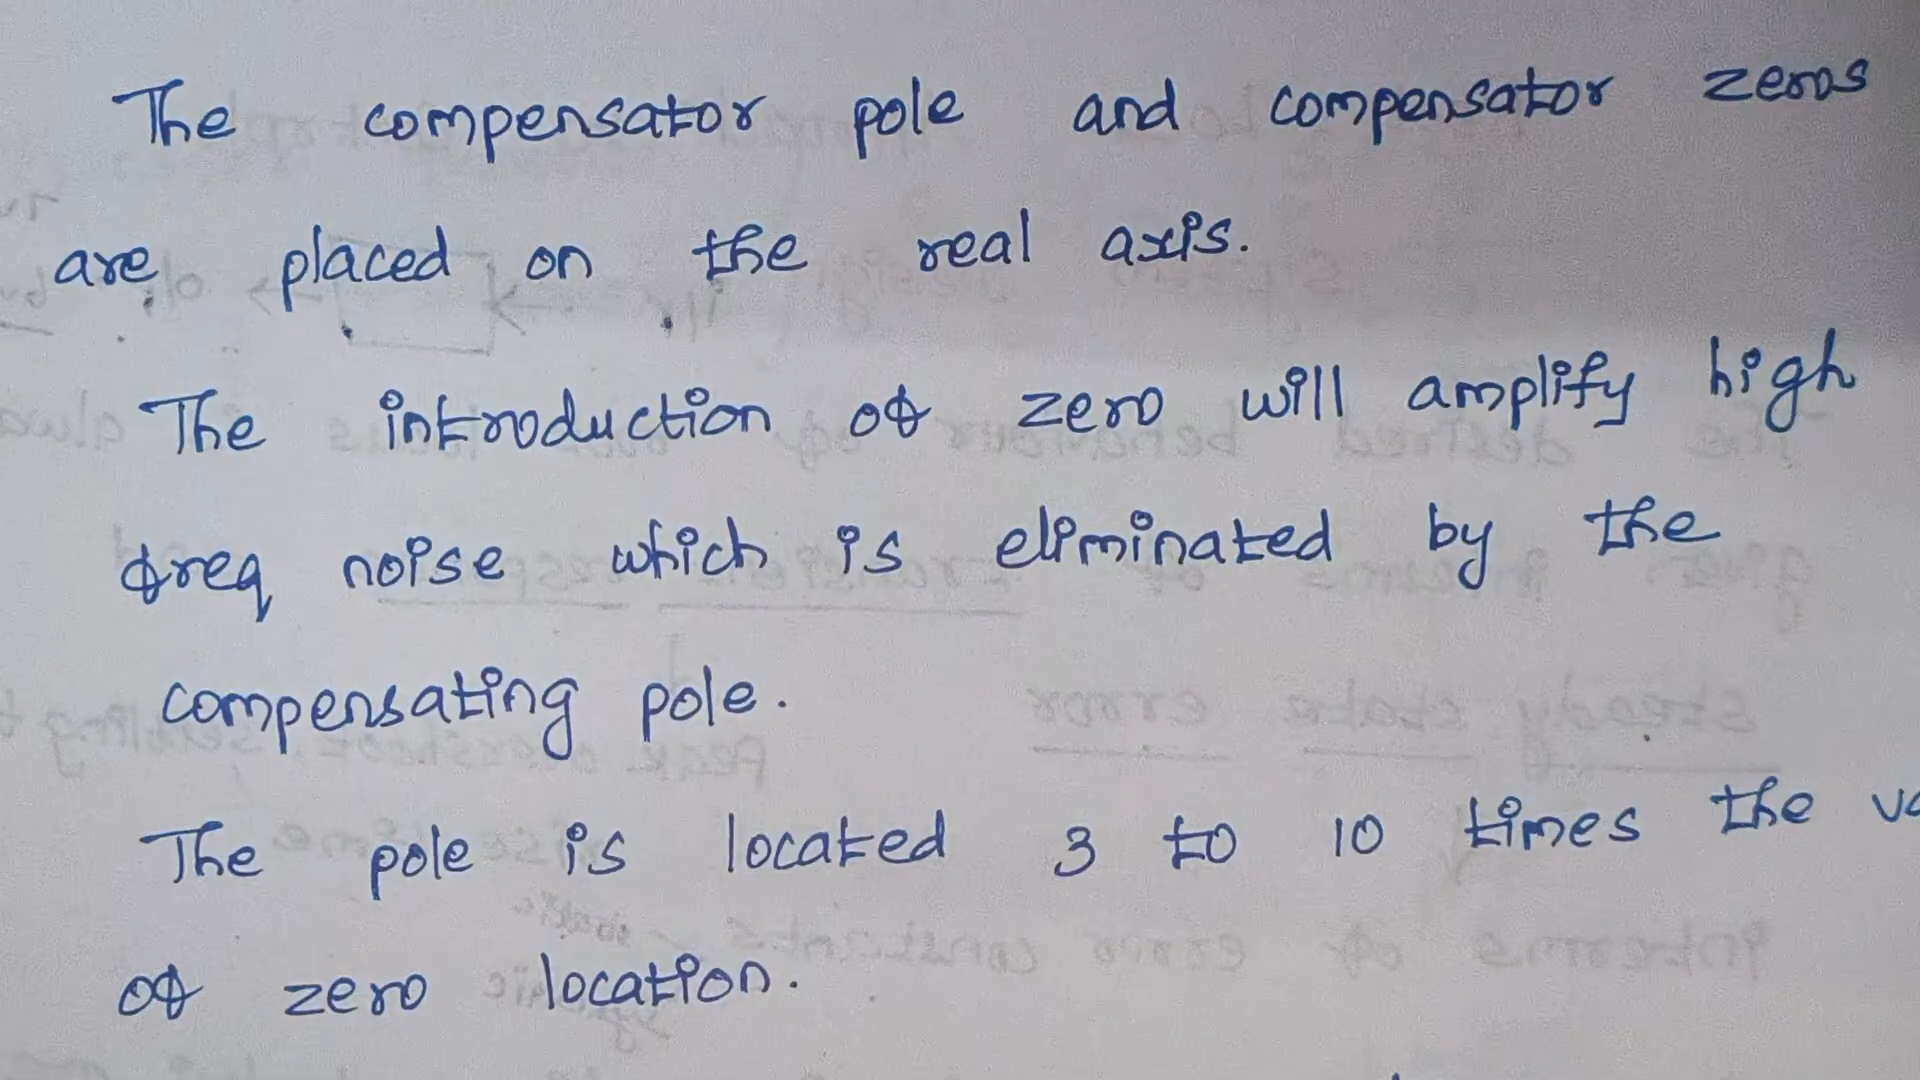 The compensator pole and compensator zeros
are placed on the real axis.
The introduction of zero will amplify high
freq noise which is eliminated by the
compensating pole.
The pole is located 3 to 10 times the
of zero location.